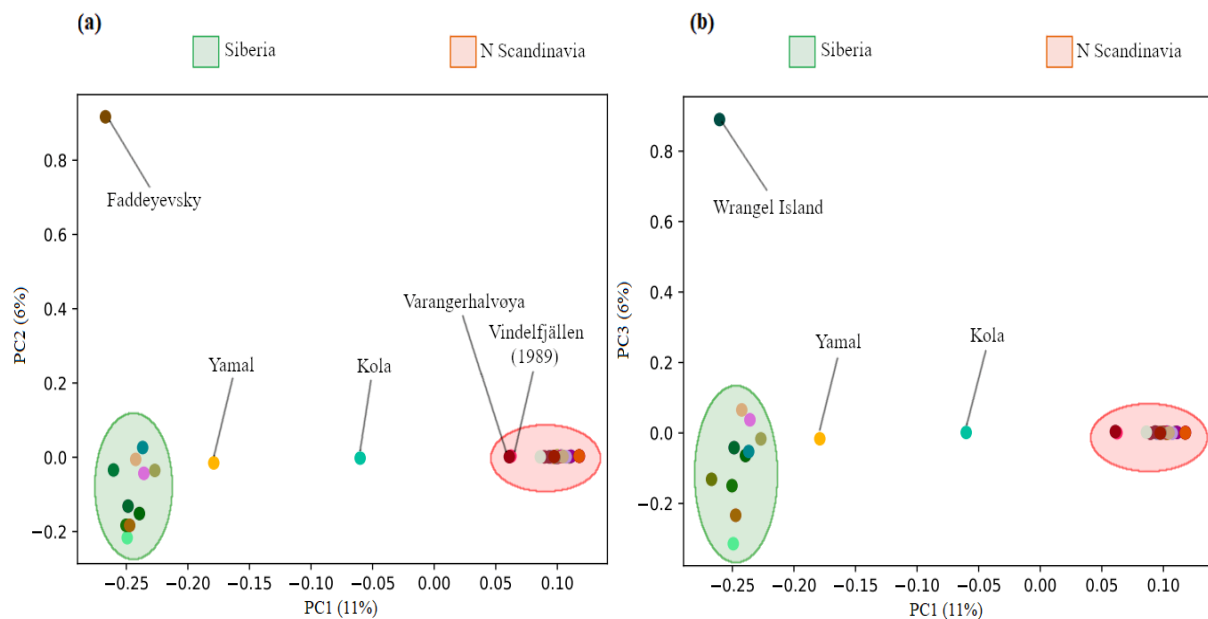 (a)
Siberia
N Scandinavia
Faddeyevsky
Varangerhalvøya
Vindelfjällen
(1989)
Yamal
Kola
0.8
0.6
0.4
0.2
0.0
−0.2
PC2 (6%)
−0.25
−0.20
−0.15
−0.10
−0.05
0.00
0.05
0.10
PC1 (11%)
(b)
Siberia
N Scandinavia
Wrangel Island
Yamal
Kola
0.8
0.6
0.4
0.2
0.0
−0.2
PC3 (6%)
−0.25
−0.20
−0.15
−0.10
−0.05
0.00
0.05
0.10
PC1 (11%)